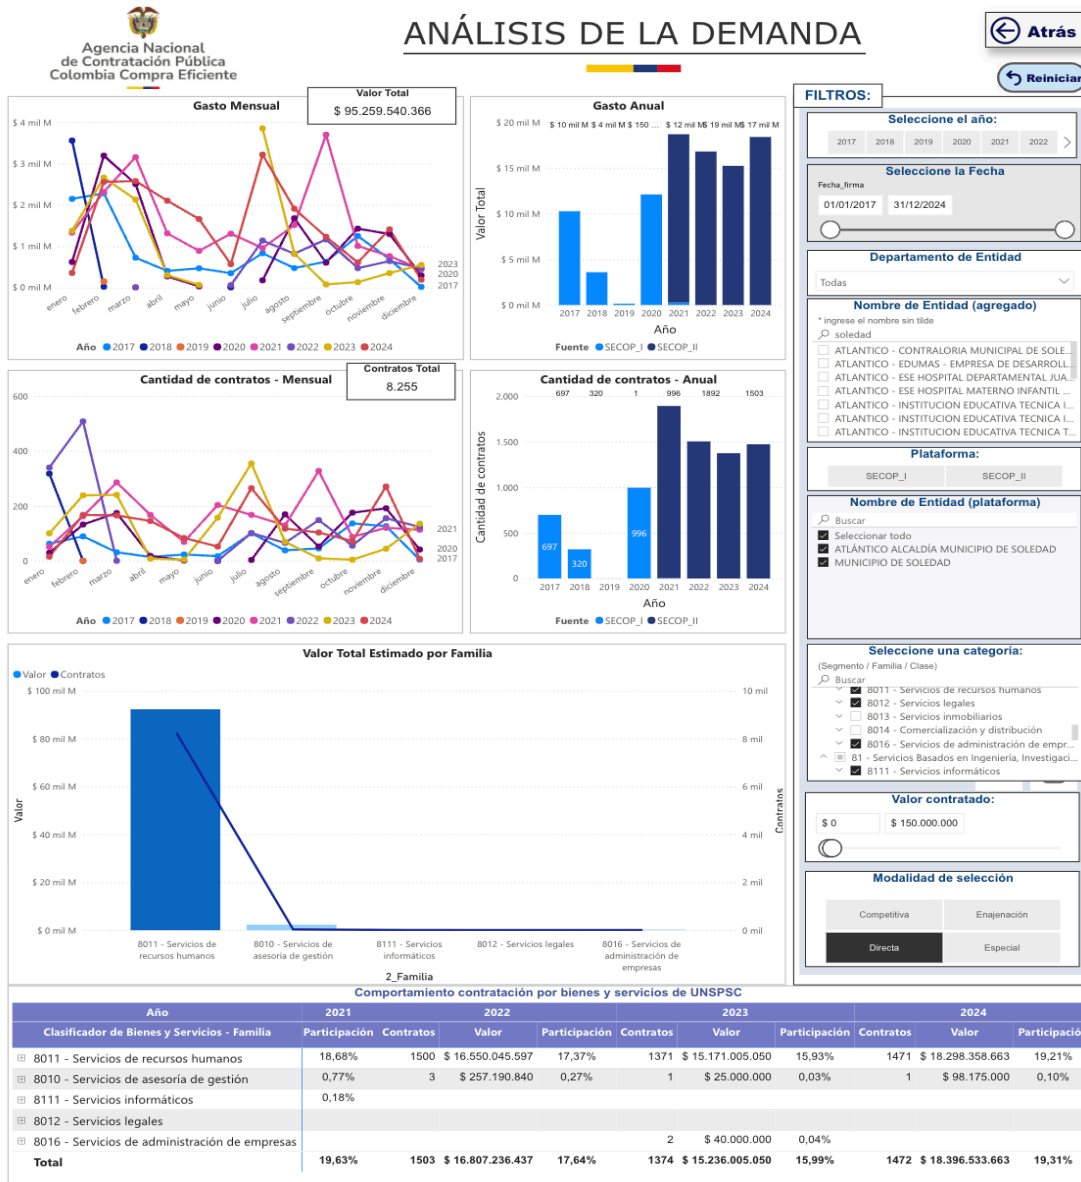 Agencia Nacional
de Contratación Pública
Colombia Compra Eficiente
ANÁLISIS DE LA DEMANDA
Atrás
Reiniciar
Gasto Mensual
Valor Total
$ 95.259.540.366
$ 4 mil M
$ 3 mil M
$ 2 mil M
$ 1 mil M
$ 0 mil M
2023
2020
2017
enero
febrero
marzo
abril
mayo
junio
julio
agosto
septiembre
octubre
noviembre
diciembre
Año 2017 2018 2019 2020 2021 2022 2023 2024
Gasto Anual
$ 10 mil M $ 4 mil M $ 150 ... $ 12 mil M $ 19 mil M $ 17 mil M
$ 20 mil M
$ 15 mil M
$ 10 mil M
$ 5 mil M
$ 0 mil M
Valor Total
2017 2018 2019 2020 2021 2022 2023 2024
Año
Fuente SECOP_I SECOP_II
Cantidad de contratos - Mensual
Contratos Total
8.255
600
400
200
0
2021
2020
2017
enero
febrero
marzo
abril
mayo
junio
julio
agosto
septiembre
octubre
noviembre
diciembre
Año 2017 2018 2019 2020 2021 2022 2023 2024
Cantidad de contratos - Anual
697 320 1 996 1892 1503
2.000
1.500
1.000
500
0
Cantidad de contratos
697
320
996
2017 2018 2019 2020 2021 2022 2023 2024
Año
Fuente SECOP_I SECOP_II
Valor Total Estimado por Familia
Valor Contratos
$ 100 mil M
$ 80 mil M
$ 60 mil M
$ 40 mil M
$ 20 mil M
$ 0 mil M
Valor
10 mil
8 mil
6 mil
4 mil
2 mil
0 mil
Contratos
8011 - Servicios de recursos humanos
8010 - Servicios de asesoría de gestión
8111 - Servicios informáticos
8012 - Servicios legales
8016 - Servicios de administración de empresas
2_Familia
FILTROS:
Seleccione el año:
2017 2018 2019 2020 2021 2022
Seleccione la Fecha
Fecha_firma
01/01/2017 31/12/2024
Departamento de Entidad
Todas
Nombre de Entidad (agregado)
* ingrese el nombre sin tilde
soledad
ATLANTICO - CONTRALORIA MUNICIPAL DE SOLE...
ATLANTICO - EDUMAS - EMPRESA DE DESARROLL...
ATLANTICO - ESE HOSPITAL DEPARTAMENTAL JUA...
ATLANTICO - ESE HOSPITAL MATERNO INFANTIL ...
ATLANTICO - INSTITUCION EDUCATIVA TECNICA I...
ATLANTICO - INSTITUCION EDUCATIVA TECNICA I...
ATLANTICO - INSTITUCION EDUCATIVA TECNICA T...
Plataforma:
SECOP_I SECOP_II
Nombre de Entidad (plataforma)
Buscar
Seleccionar todo
ATLÁNTICO ALCALDÍA MUNICIPIO DE SOLEDAD
MUNICIPIO DE SOLEDAD
Seleccione una categoría:
(Segmento / Familia / Clase)
Buscar
8011 - Servicios de recursos humanos
8012 - Servicios legales
8013 - Servicios inmobiliarios
8014 - Comercialización y distribución
8016 - Servicios de administración de empr...
81 - Servicios Basados en Ingeniería, Investigaci...
8111 - Servicios informáticos
Valor contratado:
$ 0 $ 150.000.000
Modalidad de selección
Competitiva Enajenación
Directa Especial
Comportamiento contratación por bienes y servicios de UNSPSC
Año 2021 2022 2023 2024
Clasificador de Bienes y Servicios - Familia Participación Contratos Valor Participación Contratos Valor Participación Contratos Valor Participació
8011 - Servicios de recursos humanos 18,68% 1500 $ 16.550.045.597 17,37% 1371 $ 15.171.005.050 15,93% 1471 $ 18.298.358.663 19,21%
8010 - Servicios de asesoría de gestión 0,77% 3 $ 257.190.840 0,27% 1 $ 25.000.000 0,03% 1 $ 98.175.000 0,10%
8111 - Servicios informáticos 0,18%
8012 - Servicios legales
8016 - Servicios de administración de empresas 2 $ 40.000.000 0,04%
Total 19,63% 1503 $ 16.807.236.437 17,64% 1374 $ 15.236.005.050 15,99% 1472 $ 18.396.533.663 19,31%